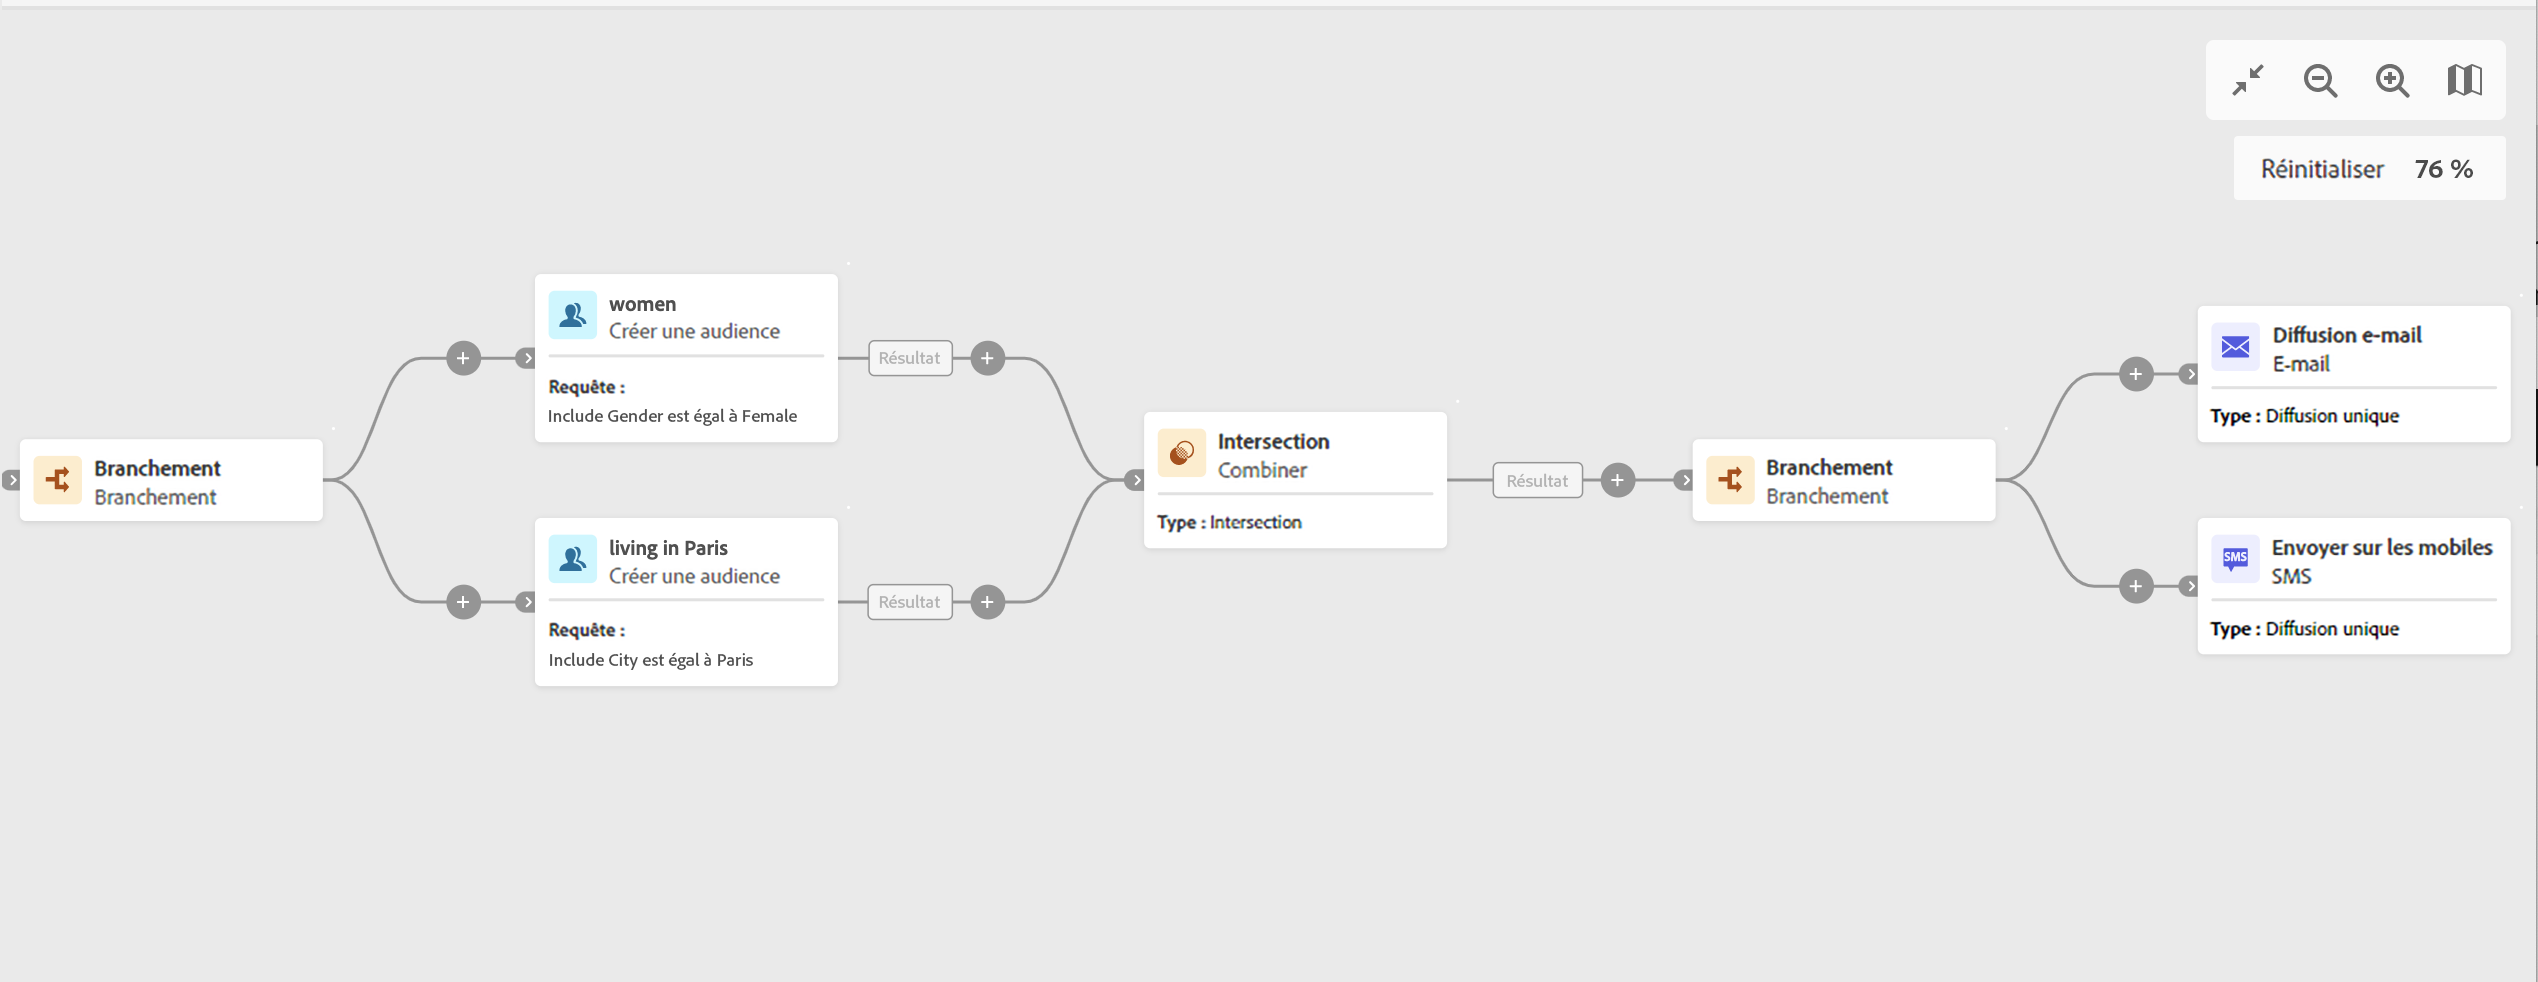 Réinitialiser 76 %
Branchement
Branchement
women
Créer une audience
Requête :
Include Gender est égal à Female
Résultat
living in Paris
Créer une audience
Requête :
Include City est égal à Paris
Résultat
Intersection
Combiner
Type : Intersection
Résultat
Branchement
Branchement
Diffusion e-mail
E-mail
Type : Diffusion unique
SMS
Envoyer sur les mobiles
SMS
Type : Diffusion unique